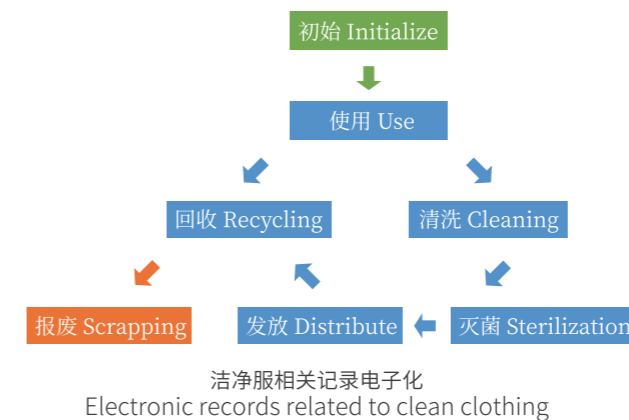 初始 Initialize
使用 Use
回收 Recycling
清洗 Cleaning
报废 Scrapping
发放 Distribute
灭菌 Sterilization
洁净服相关记录电子化
Electronic records related to clean clothing